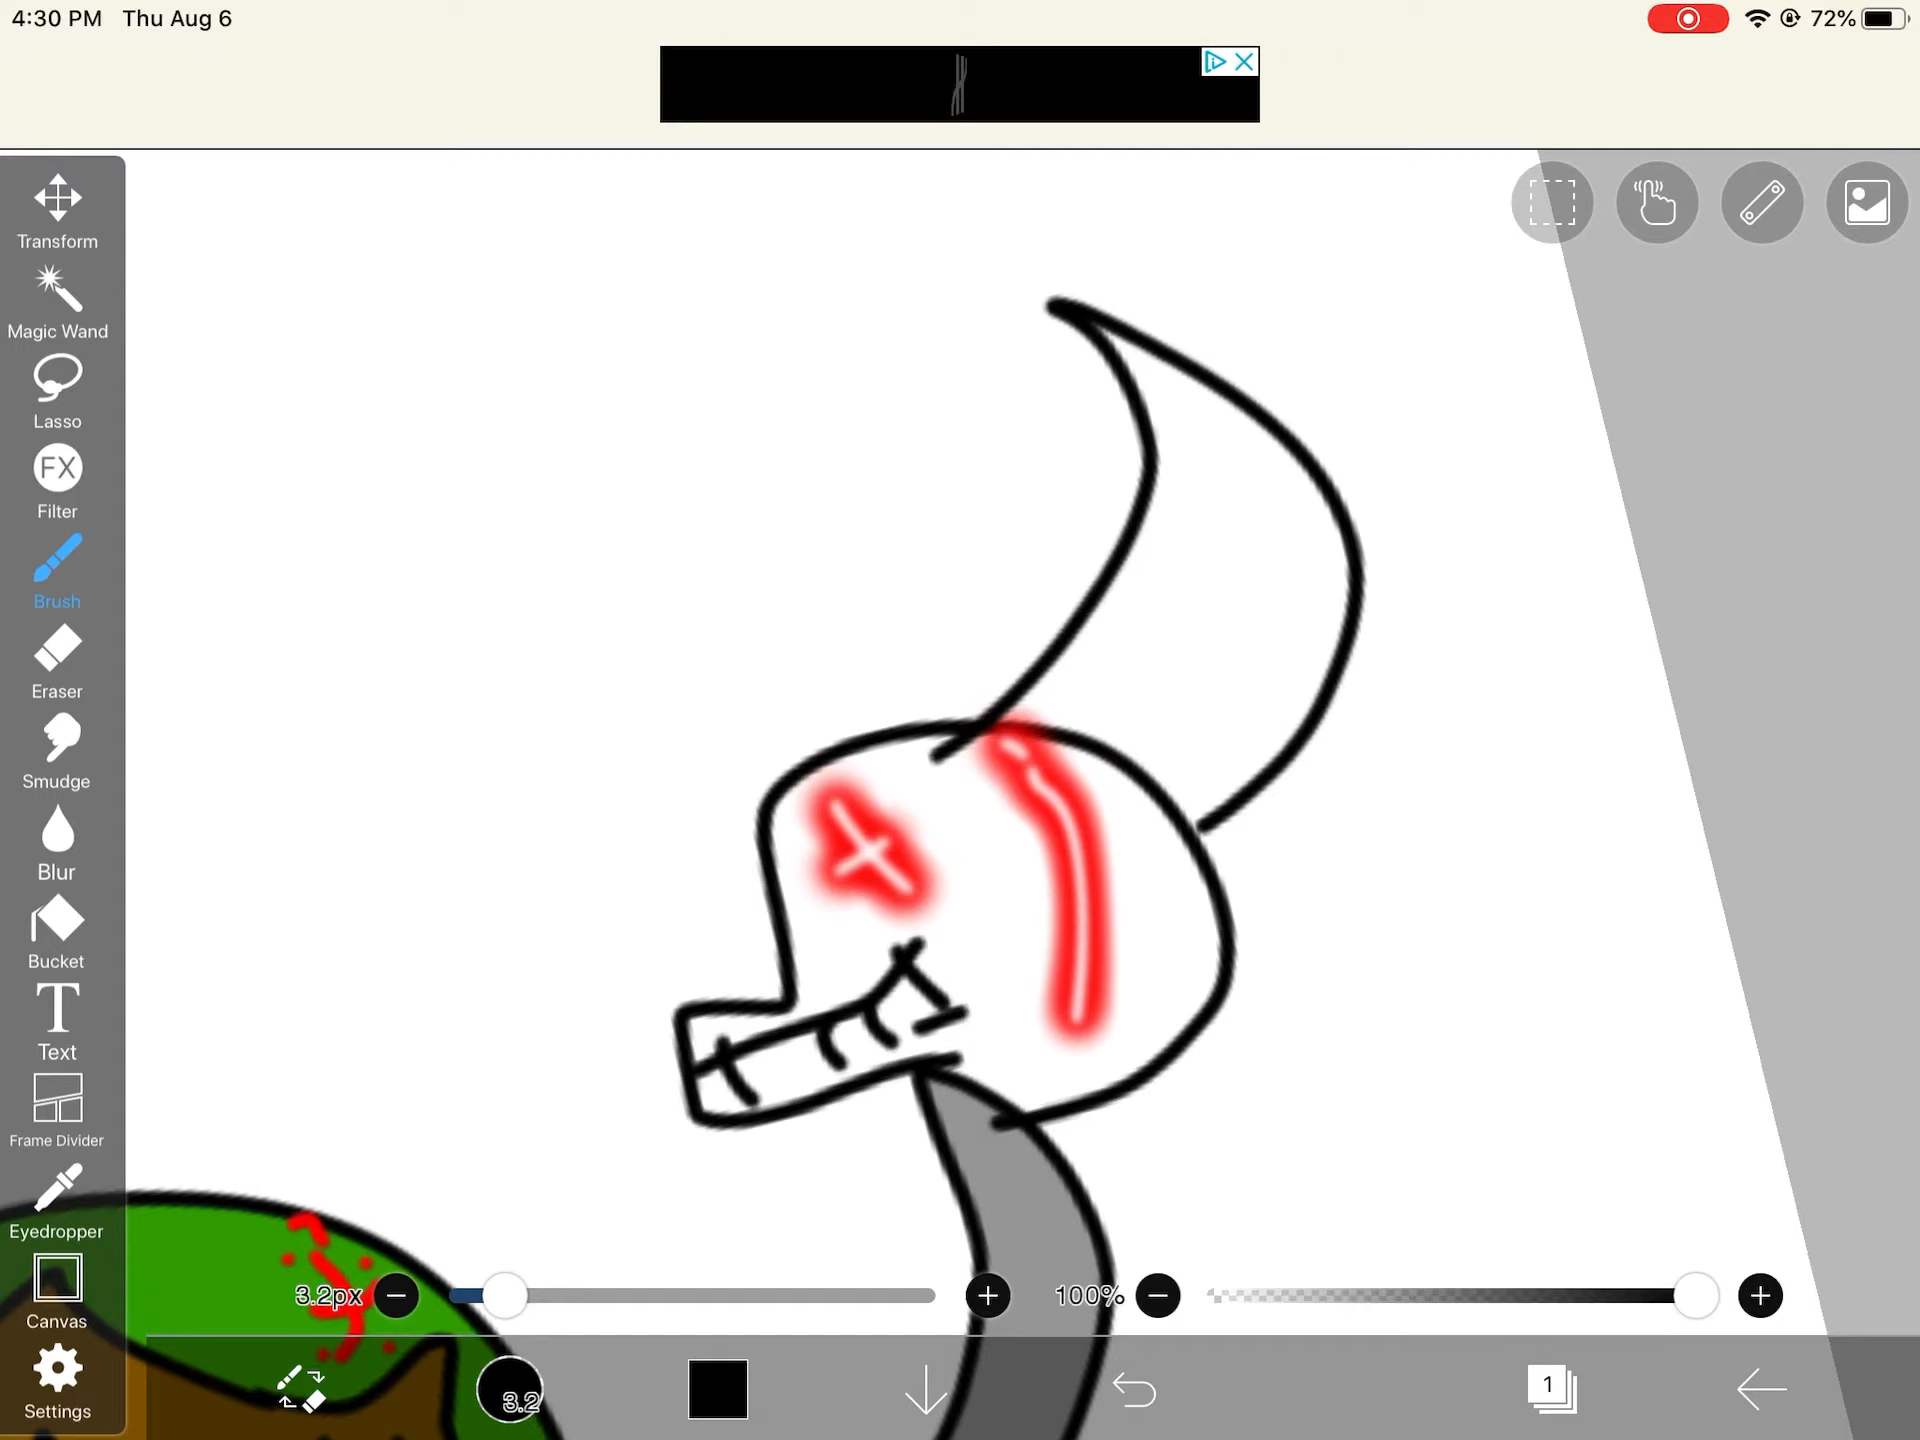 4:30 PM Thu Aug 6
72%
Transform
Magic Wand
Lasso
FX
Filter
Brush
Eraser
Smudge
Blur
Bucket
T
Text
Frame Divider
Eyedropper
Canvas
Settings
3.2px
100%
3.2
1